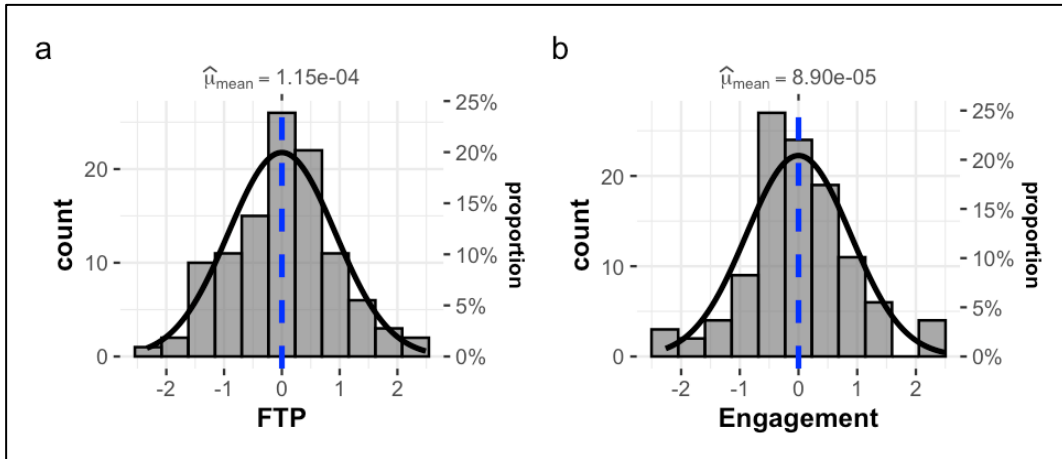 a
μ̂mean = 1.15e-04
count
20
10
0
25%
20%
15%
10%
5%
0%
proportion
-2 -1 0 1 2
FTP
b
μ̂mean = 8.90e-05
count
20
10
0
25%
20%
15%
10%
5%
0%
proportion
-2 -1 0 1 2
Engagement